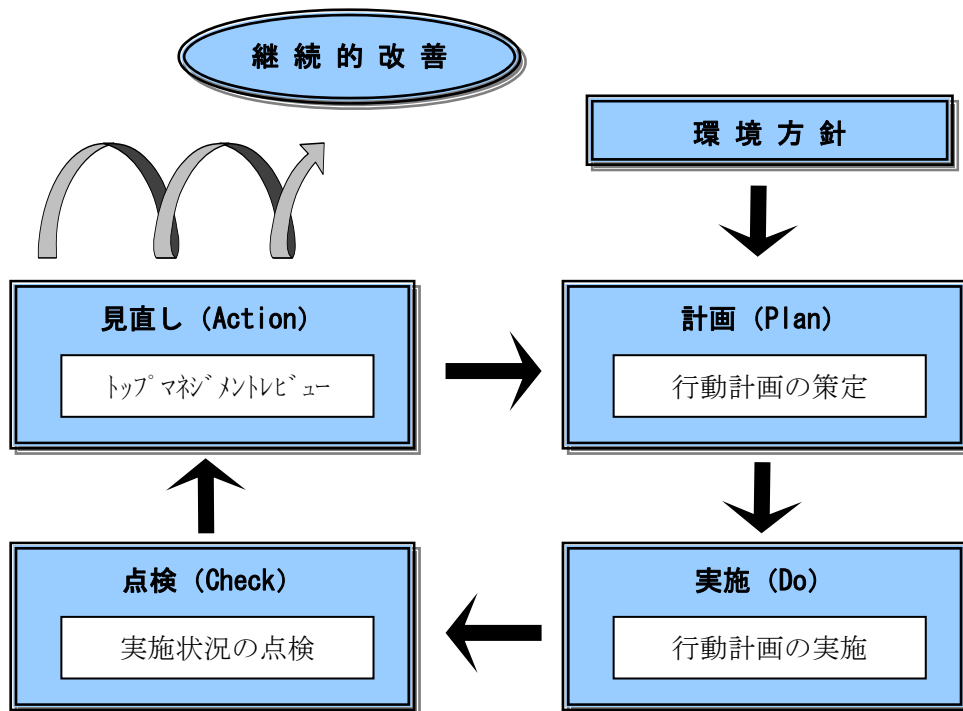 継続的改善
環境方針
見直し (Action)
ﾄｯﾌﾟﾏﾈｼﾞﾒﾝﾄﾚﾋﾞｭｰ
計画 (Plan)
行動計画の策定
点検 (Check)
実施状況の点検
実施 (Do)
行動計画の実施